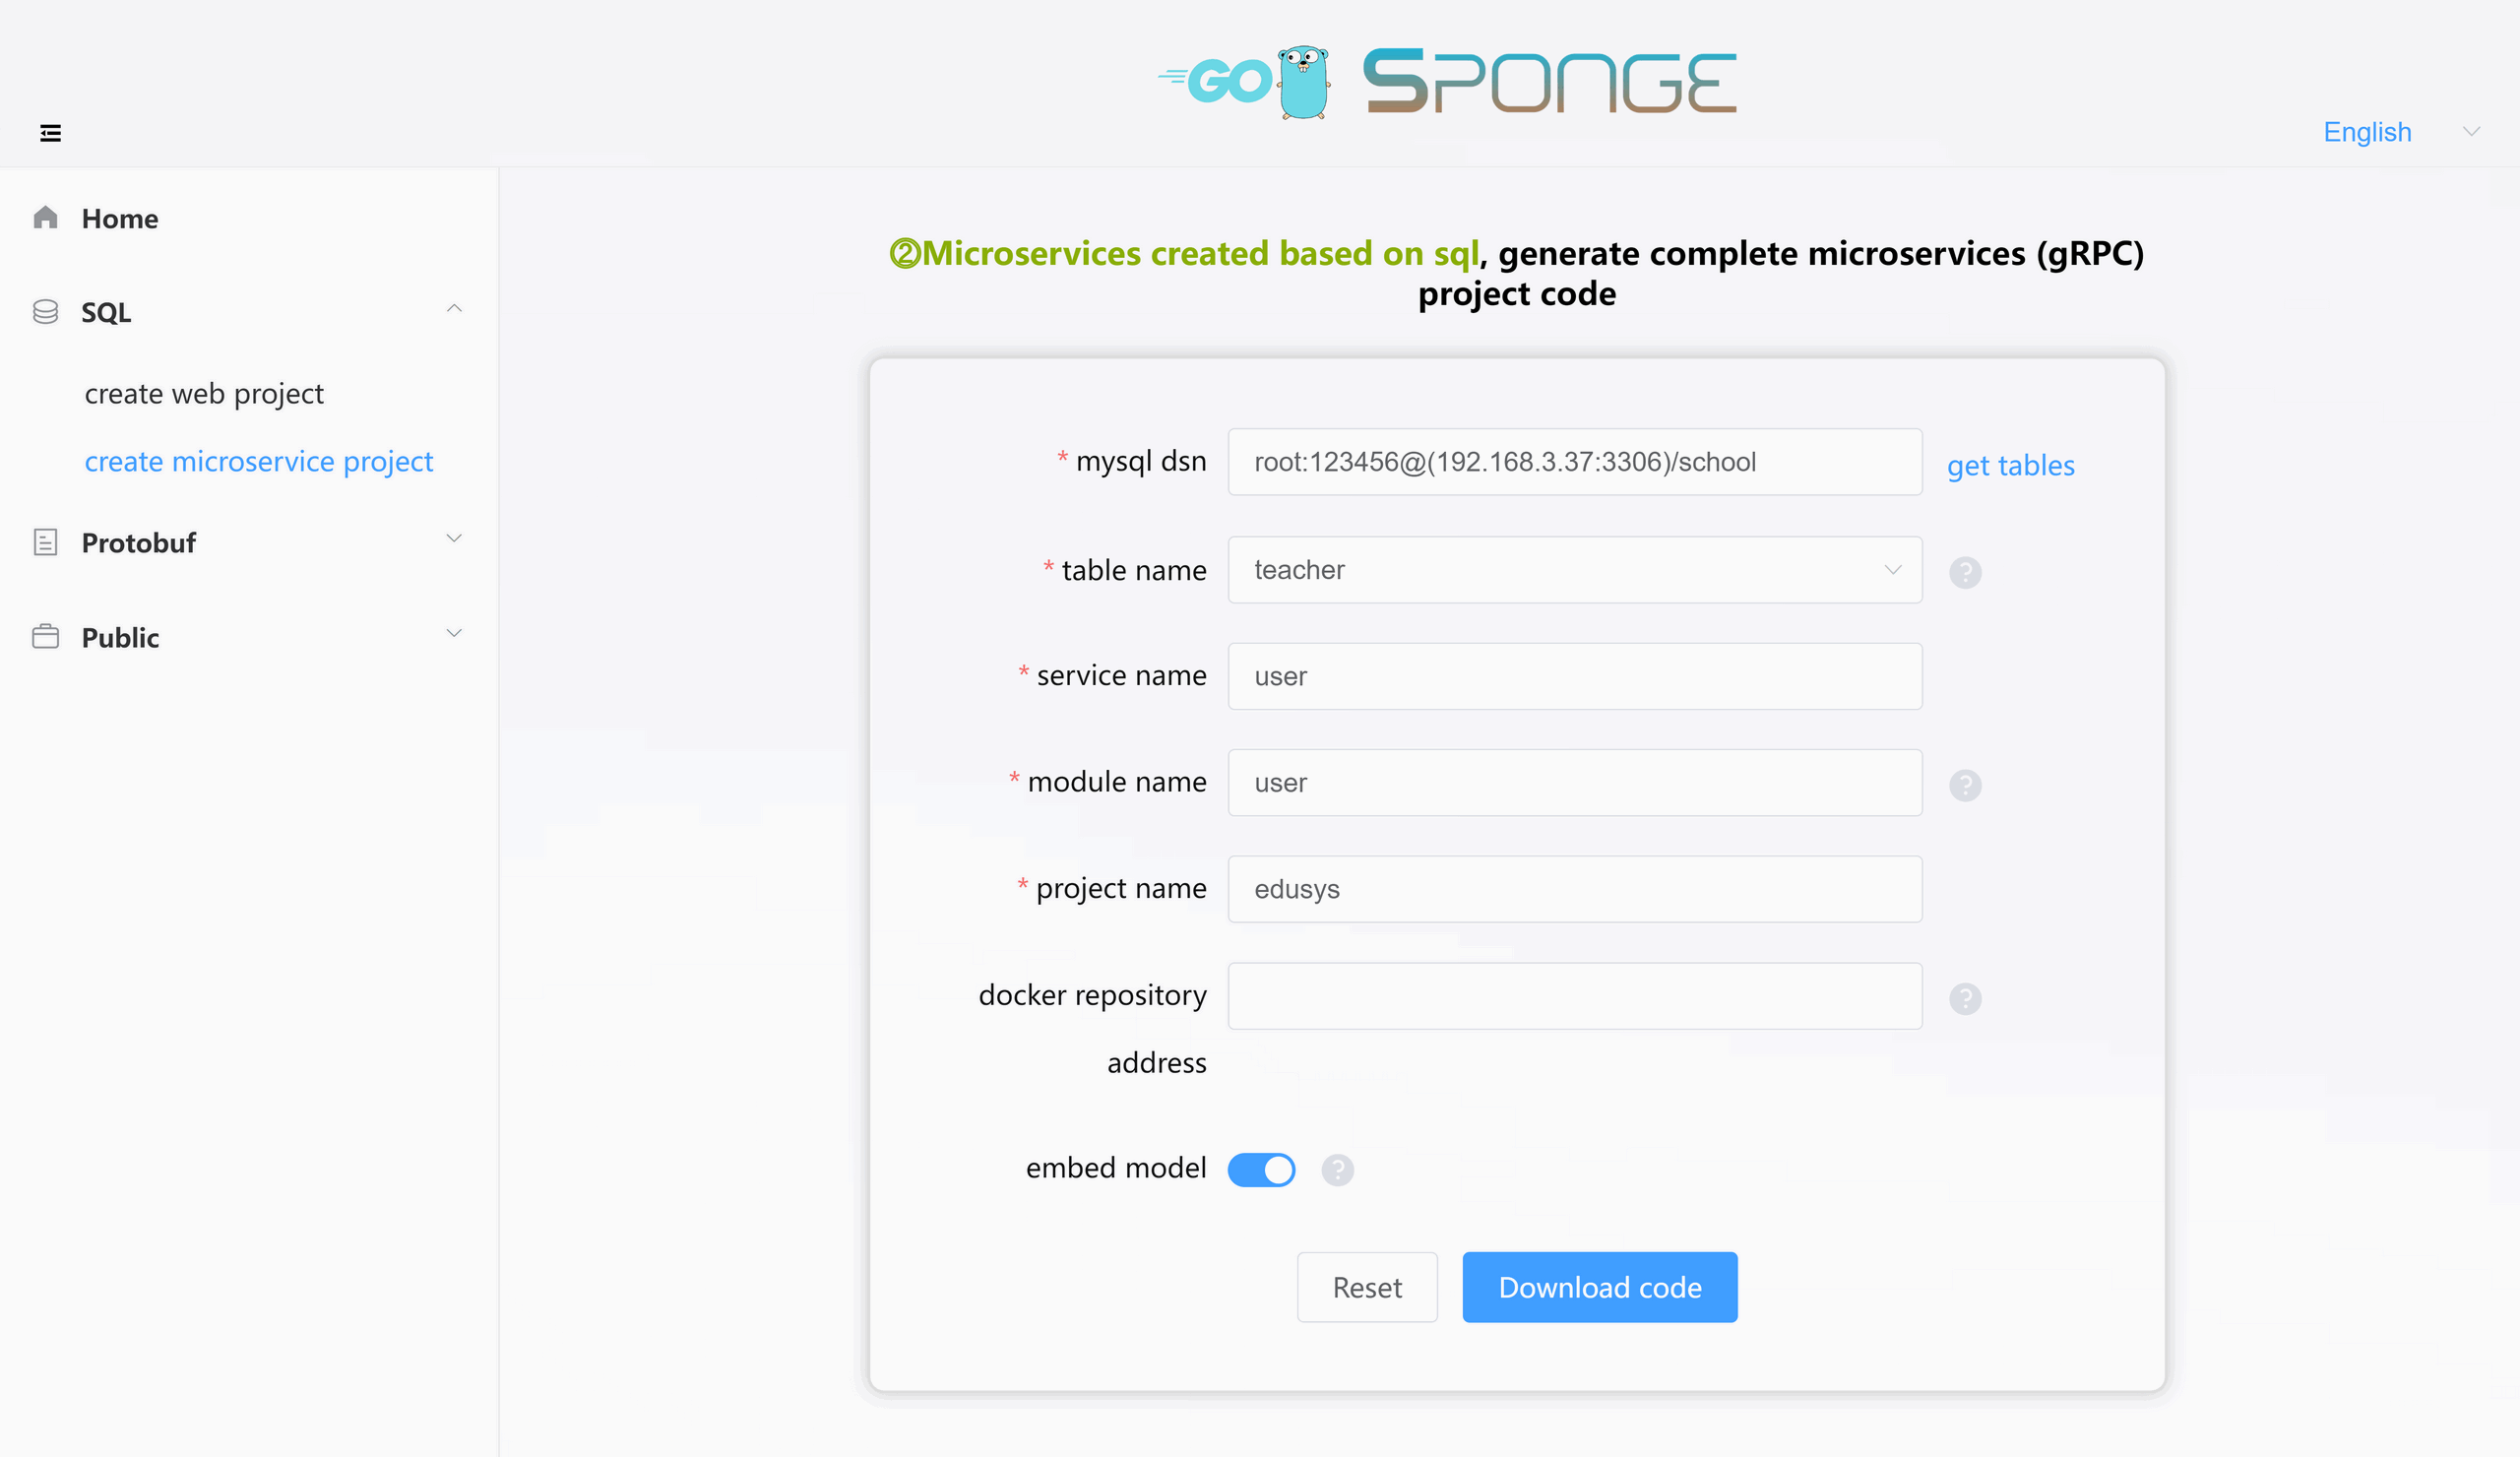 GO SPONGE
English
Home
SQL
create web project
create microservice project
Protobuf
Public
②Microservices created based on sql, generate complete microservices (gRPC)
project code
* mysql dsn root:123456@(192.168.3.37:3306)/school get tables
* table name teacher ?
* service name user
* module name user ?
* project name edusys
docker repository ?
address
embed model ?
Reset Download code